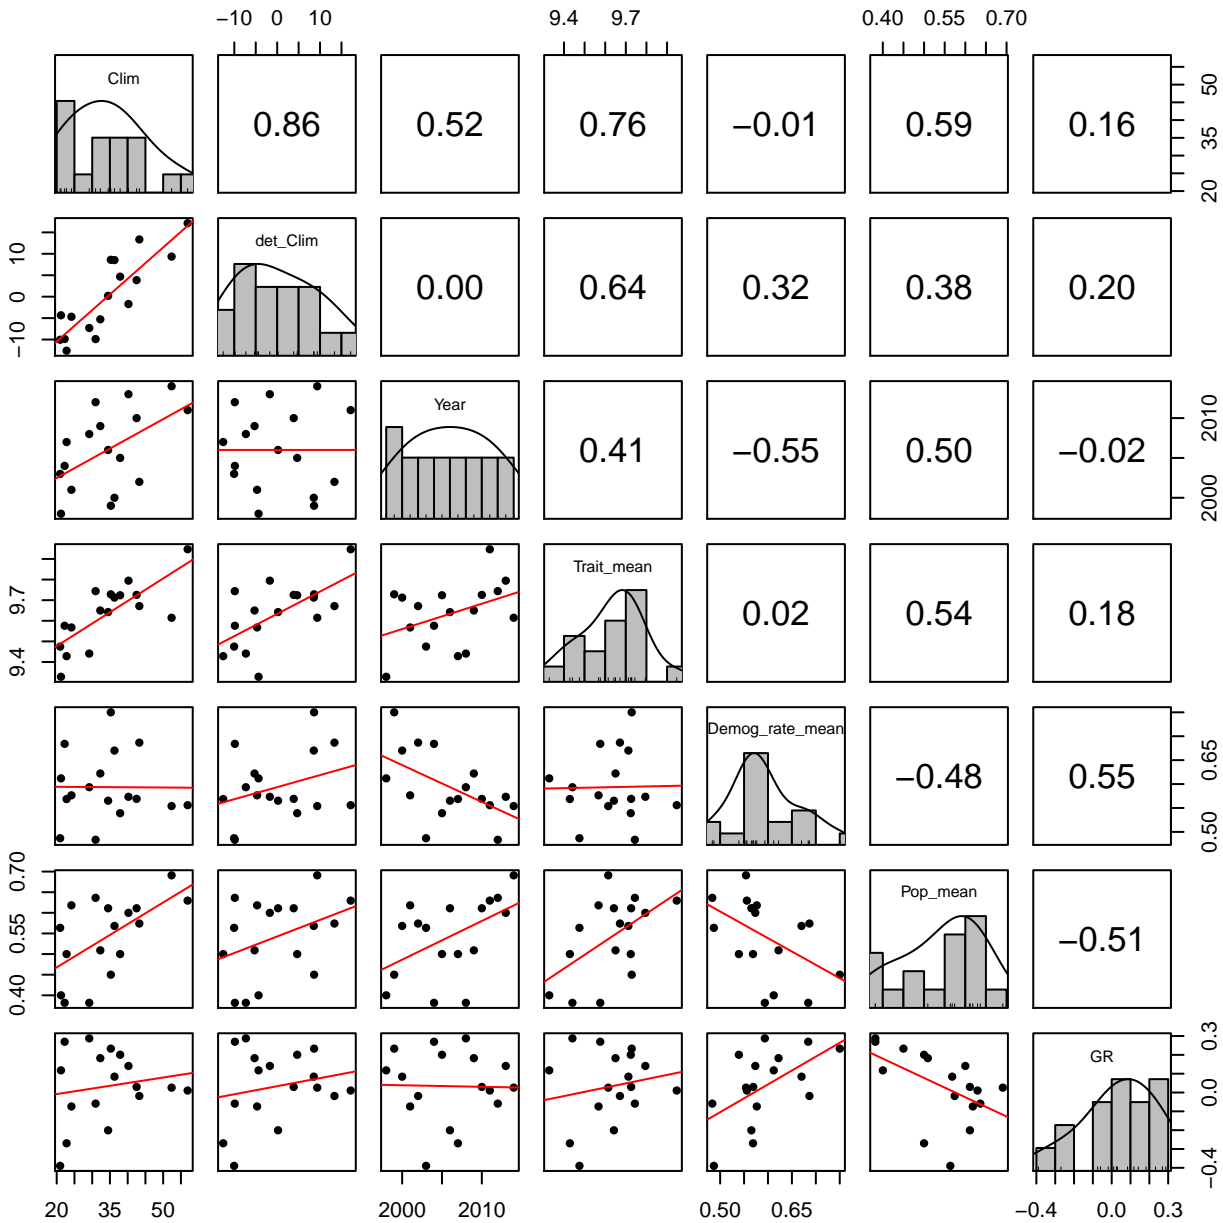 −10 0 10 9.4 9.7 0.40 0.55 0.70
Clim 0.86 0.52 0.76 −0.01 0.59 0.16
20 35 50
−10 0 10
det_Clim 0.00 0.64 0.32 0.38 0.20
Year 0.41 −0.55 0.50 −0.02
2000 2010
9.4 9.7
Trait_mean 0.02 0.54 0.18
Demog_rate_mean −0.48 0.55
0.50 0.65
0.40 0.55 0.70
Pop_mean −0.51
GR
−0.4 0.0 0.3
20 35 50 2000 2010 0.50 0.65 −0.4 0.0 0.3